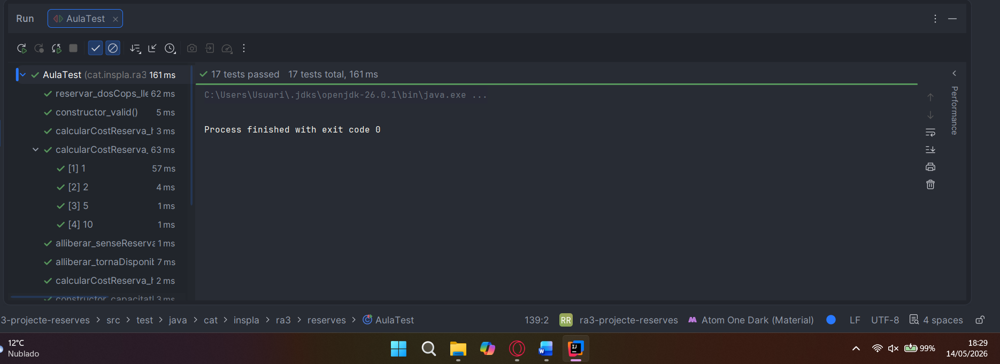 Run AulaTest
AulaTest (cat.inspla.ra3 161 ms
17 tests passed 17 tests total, 161 ms
reservar_dosCops_lle 62 ms
C:\Users\Usuari\.jdks\openjdk-26.0.1\bin\java.exe ...
constructor_valid() 5 ms
calcularCostReserva_h 3 ms
Process finished with exit code 0
calcularCostReserva_ 63 ms
[1] 1 57 ms
[2] 2 4 ms
[3] 5 1 ms
[4] 10 1 ms
alliberar_senseReserva 1 ms
alliberar_tornaDisponib 7 ms
calcularCostReserva_h 2 ms
constructor_capacitatI 3 ms
Performance
3-projecte-reserves > src > test > java > cat > inspla > ra3 > reserves > AulaTest 139:2 RR ra3-projecte-reserves Atom One Dark (Material) LF UTF-8 4 spaces
12°C
Nublado
99%
18:29
14/05/2026